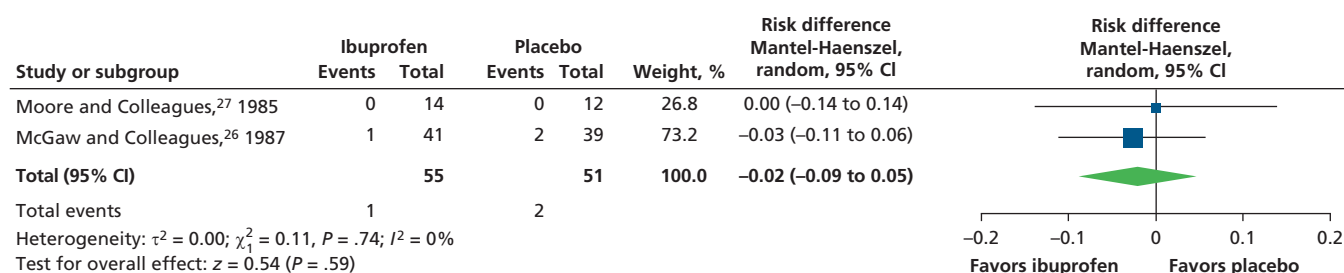 Risk difference Risk difference
Ibuprofen Placebo Mantel-Haenszel, Mantel-Haenszel,
Study or subgroup Events Total Events Total Weight, % random, 95% CI random, 95% CI
Moore and Colleagues,²⁷ 1985 0 14 0 12 26.8 0.00 (–0.14 to 0.14)
McGaw and Colleagues,²⁶ 1987 1 41 2 39 73.2 –0.03 (–0.11 to 0.06)
Total (95% CI) 55 51 100.0 –0.02 (–0.09 to 0.05)
Total events 1 2
Heterogeneity: τ² = 0.00; χ²₁ = 0.11, P = .74; I² = 0%
Test for overall effect: z = 0.54 (P = .59)
–0.2 –0.1 0 0.1 0.2
Favors ibuprofen Favors placebo